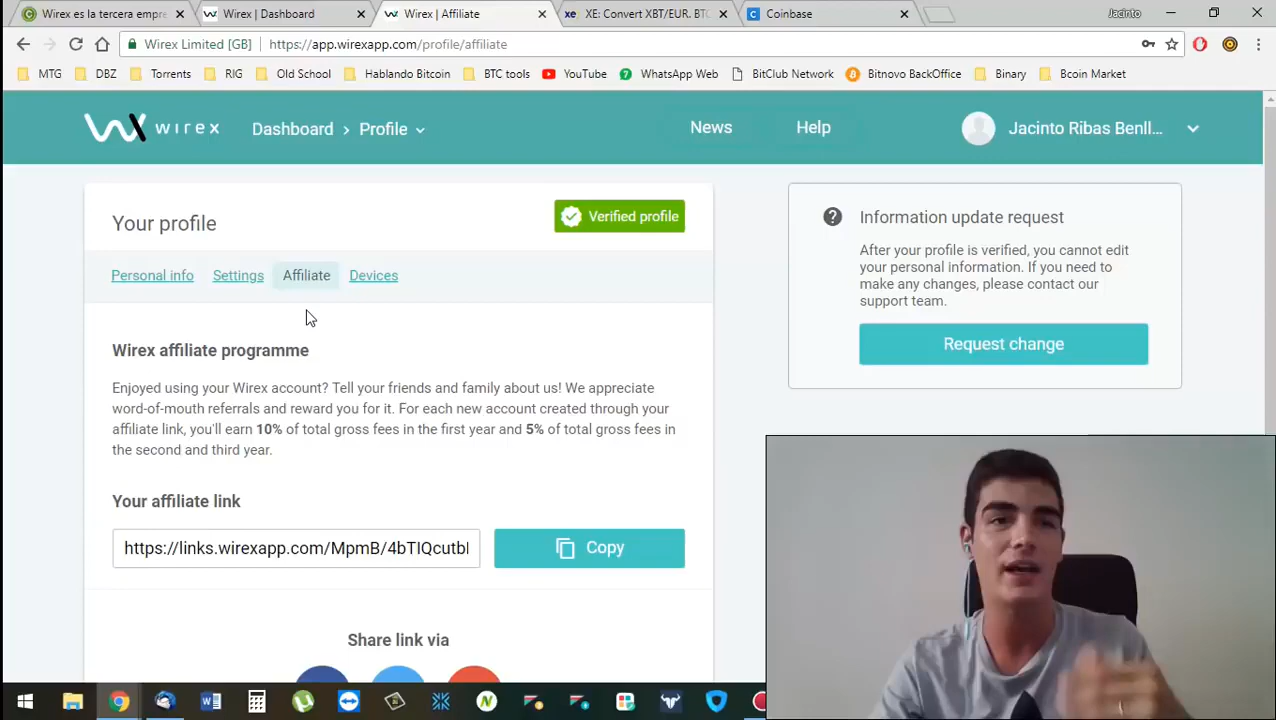 Wirex es la tercera empre
Wirex | Dashboard
Wirex | Affiliate
XE: Convert XBT/EUR. BTC
Coinbase
Jacinto
Wirex Limited [GB]
https://app.wirexapp.com/profile/affiliate
MTG
DBZ
Torrents
RIG
Old School
Hablando Bitcoin
BTC tools
YouTube
WhatsApp Web
BitClub Network
Bitnovo BackOffice
Binary
Bcoin Market
wirex
Dashboard > Profile
News
Help
Jacinto Ribas Benll...
Your profile
Verified profile
Personal info
Settings
Affiliate
Devices
Wirex affiliate programme
Enjoyed using your Wirex account? Tell your friends and family about us! We appreciate
word-of-mouth referrals and reward you for it. For each new account created through your
affiliate link, you'll earn 10% of total gross fees in the first year and 5% of total gross fees in
the second and third year.
Your affiliate link
https://links.wirexapp.com/MpmB/4bTIQcutbI
Copy
Share link via
Information update request
After your profile is verified, you cannot edit
your personal information. If you need to
make any changes, please contact our
support team.
Request change